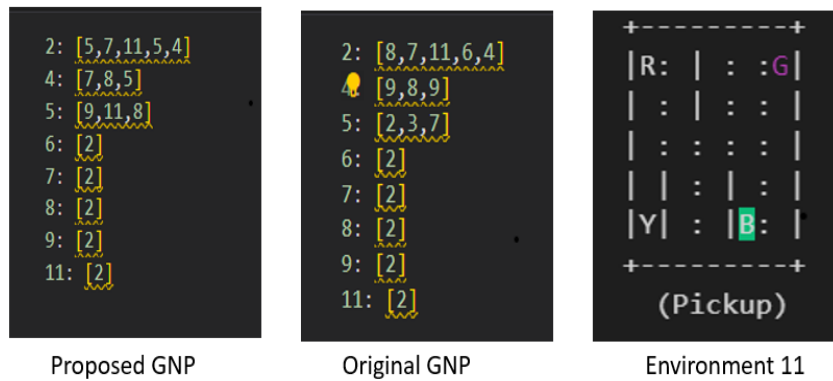 2: [5,7,11,5,4]
4: [7,8,5]
5: [9,11,8]
6: [2]
7: [2]
8: [2]
9: [2]
11: [2]
Proposed GNP
2: [8,7,11,6,4]
4: [9,8,9]
5: [2,3,7]
6: [2]
7: [2]
8: [2]
9: [2]
11: [2]
Original GNP
+---------+
|R: | : :G|
| : | : : |
| : : : : |
| | : | : |
|Y| : |B: |
+---------+
(Pickup)
Environment 11